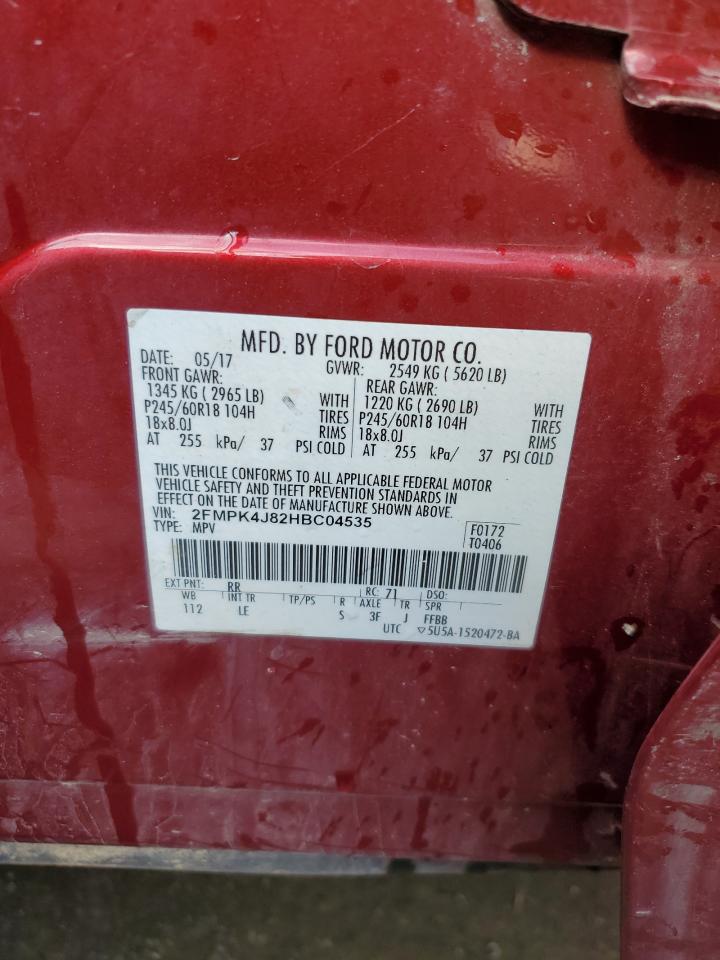 MFD. BY FORD MOTOR CO.
DATE: 05/17 GVWR: 2549 KG ( 5620 LB)
FRONT GAWR: REAR GAWR:
1345 KG ( 2965 LB) WITH 1220 KG ( 2690 LB) WITH
P245/60R18 104H TIRES P245/60R18 104H TIRES
18x8.0J RIMS 18x8.0J RIMS
AT 255 kPa/ 37 PSI COLD AT 255 kPa/ 37 PSI COLD
THIS VEHICLE CONFORMS TO ALL APPLICABLE FEDERAL MOTOR
VEHICLE SAFETY AND THEFT PREVENTION STANDARDS IN
EFFECT ON THE DATE OF MANUFACTURE SHOWN ABOVE.
VIN: 2FMPK4J82HBC04535
TYPE: MPV
F0172
T0406
EXT PNT: RR RC: 71 DSO:
WB INT TR TP/PS R AXLE TR SPR
112 LE S 3F J FFBB
UTC ▽5U5A-1520472-BA